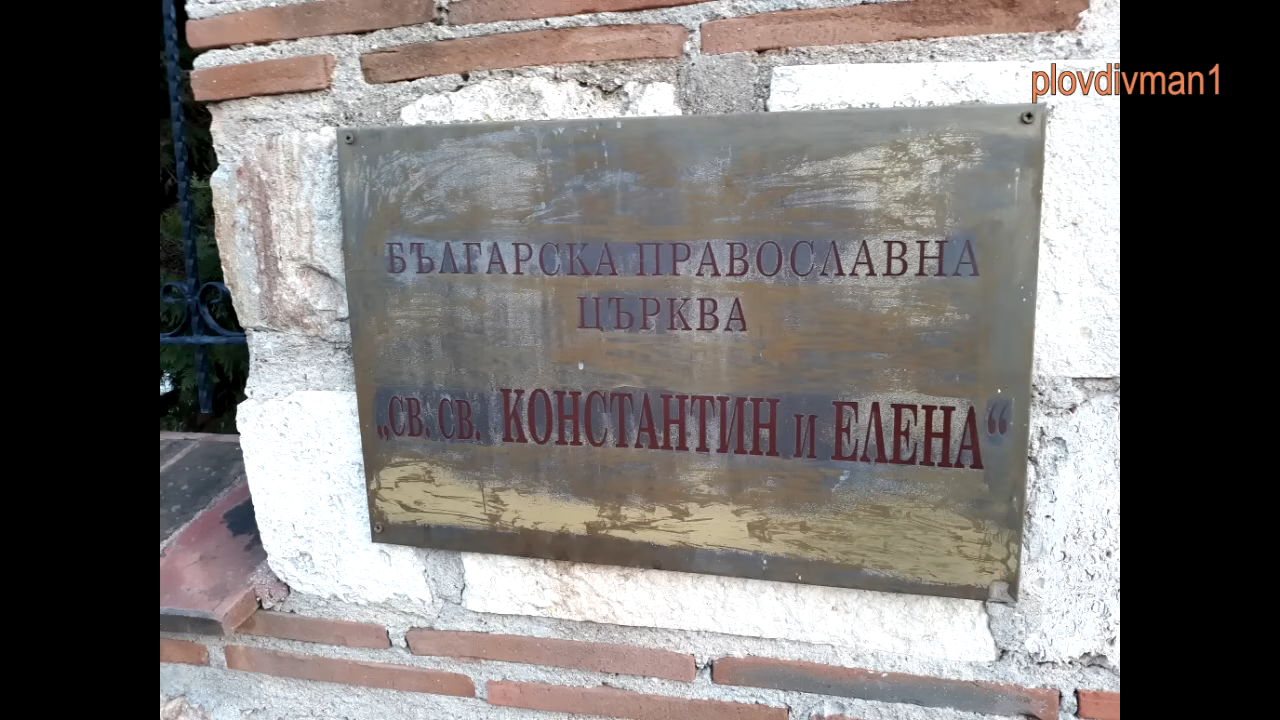 plovdivman1
БЪЛГАРСКА ПРАВОСЛАВНА
ЦЪРКВА
„СВ. СВ. КОНСТАНТИН И ЕЛЕНА“